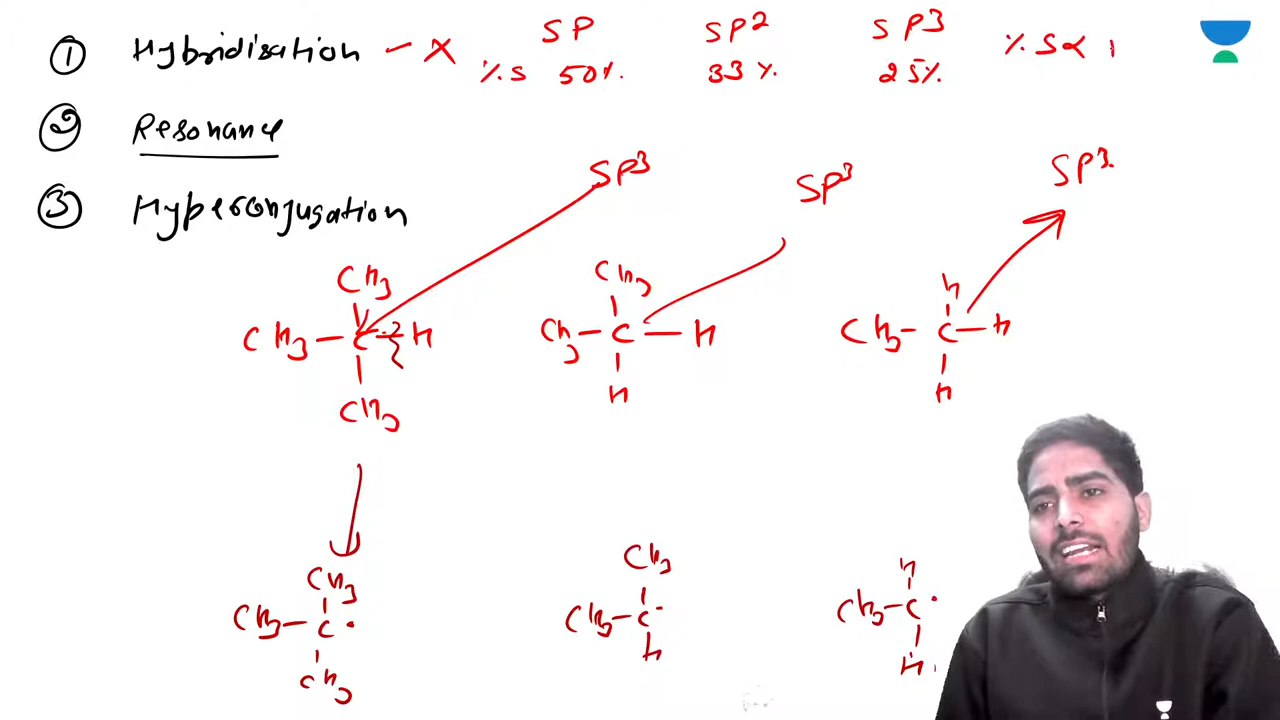 ① Hybridisation – X SP SP2 SP3 % S α 1
% S 50% 33% 25%
② Resonance
③ Hyperconjugation
SP3 SP3 SP3
CH3 CH3 H
CH3 – C – H CH3 – C – H CH3 – C – H
CH3 H H
CH3 CH3 H
CH3 – C • CH3 – C • CH3 – C •
CH3 H H